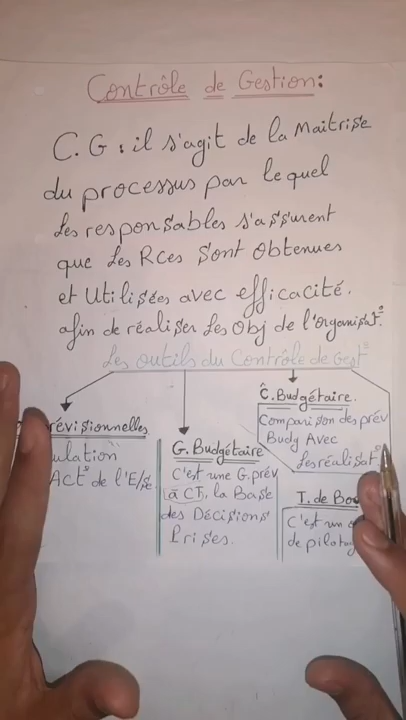 Contrôle de Gestion:
C.G: il s'agit de la Maitrise
du processus par le quel
les responsables s'assurent
que les RCes sont obtenues
et Utilisées avec efficacité.
afin de réaliser les obj de l'organisat°.
Les outils du Contrôle de Gest°
révisionnelles
ulation
Act° de l'E/se
G. Budgétaire
C'est une G.prév
à CT, la Base
des Décisions
Prises.
C. Budgétaire.
Comparaison des prév
Budg Avec
les réalisat°
T. de Bo
C'est un
de pilota